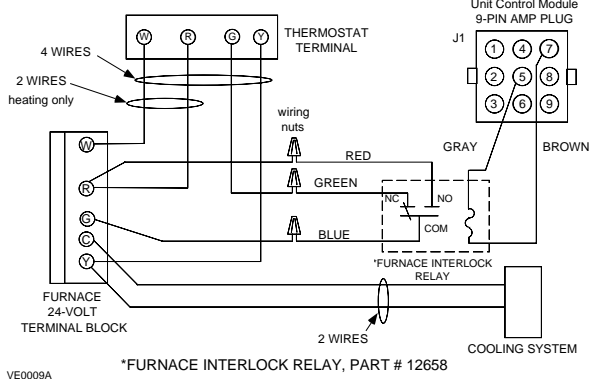 Unit Control Module
9-PIN AMP PLUG
J1
1 4 7
2 5 8
3 6 9
W R G Y
THERMOSTAT
TERMINAL
4 WIRES
2 WIRES
heating only
wiring
nuts
GRAY
BROWN
W
RED
R
GREEN
NC
NO
COM
G
BLUE
C
Y
*FURNACE INTERLOCK
RELAY
FURNACE
24-VOLT
TERMINAL BLOCK
2 WIRES
COOLING SYSTEM
*FURNACE INTERLOCK RELAY, PART # 12658
VE0009A